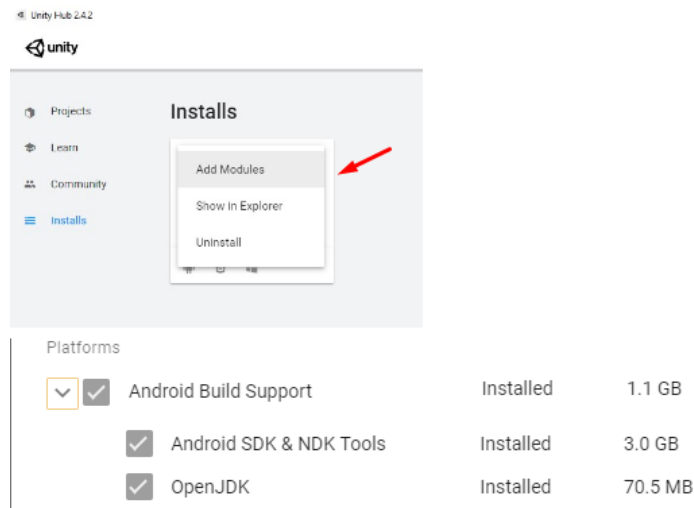 Unity Hub 2.4.2
unity
Projects
Installs
Learn
Add Modules
Community
Show in Explorer
Installs
Uninstall
Platforms
Android Build Support Installed 1.1 GB
Android SDK & NDK Tools Installed 3.0 GB
OpenJDK Installed 70.5 MB